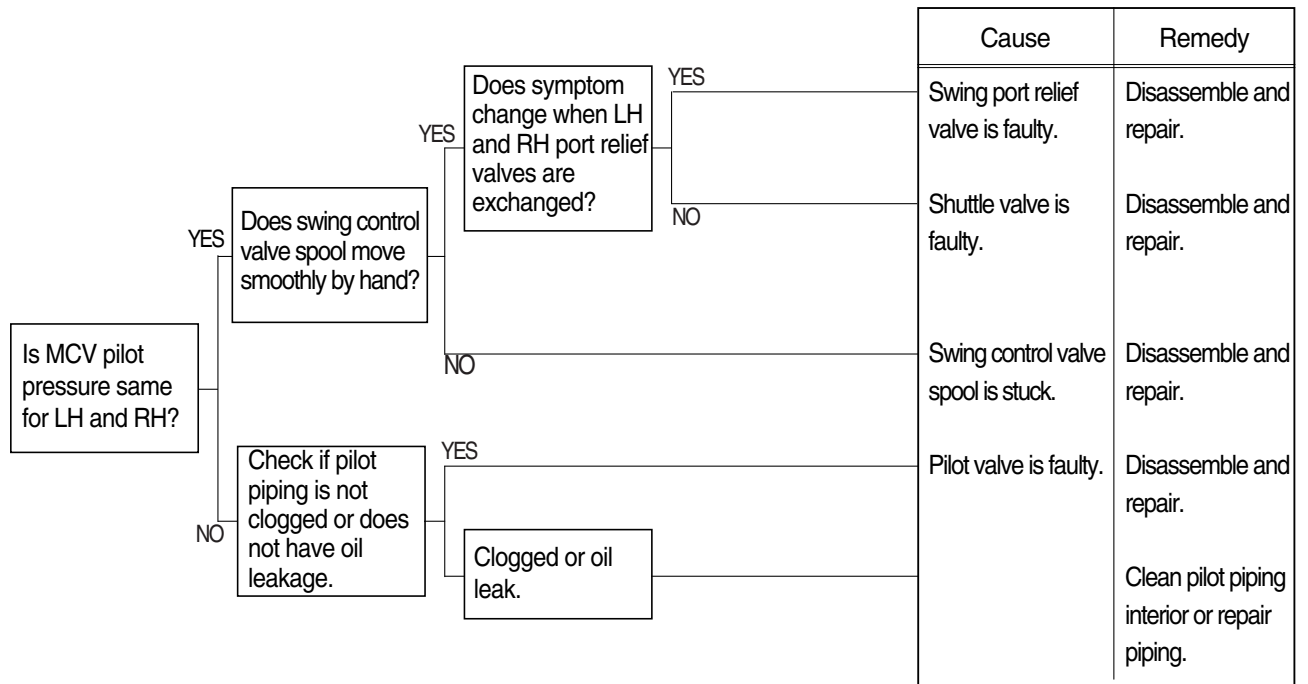 Cause
Remedy
YES
Does symptom
change when LH
and RH port relief
valves are
exchanged?
Swing port relief
valve is faulty.
Disassemble and
repair.
YES
NO
Shuttle valve is
faulty.
Disassemble and
repair.
YES
Does swing control
valve spool move
smoothly by hand?
NO
Swing control valve
spool is stuck.
Disassemble and
repair.
Is MCV pilot
pressure same
for LH and RH?
YES
Check if pilot
piping is not
clogged or does
not have oil
leakage.
Pilot valve is faulty.
Disassemble and
repair.
NO
Clogged or oil
leak.
Clean pilot piping
interior or repair
piping.